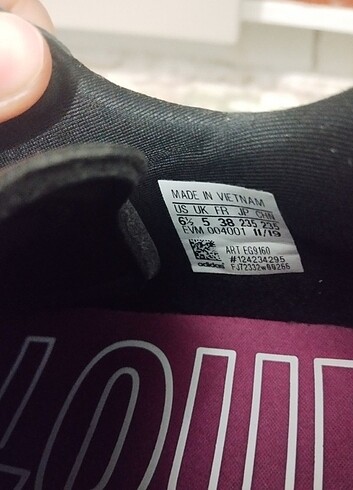 MADE IN VIETNAM
US UK FR JP CHN
6½ 5 38 235 235
EVM 004001 11/19
ART EG9160
#124234295
adidas FJ72332w88265